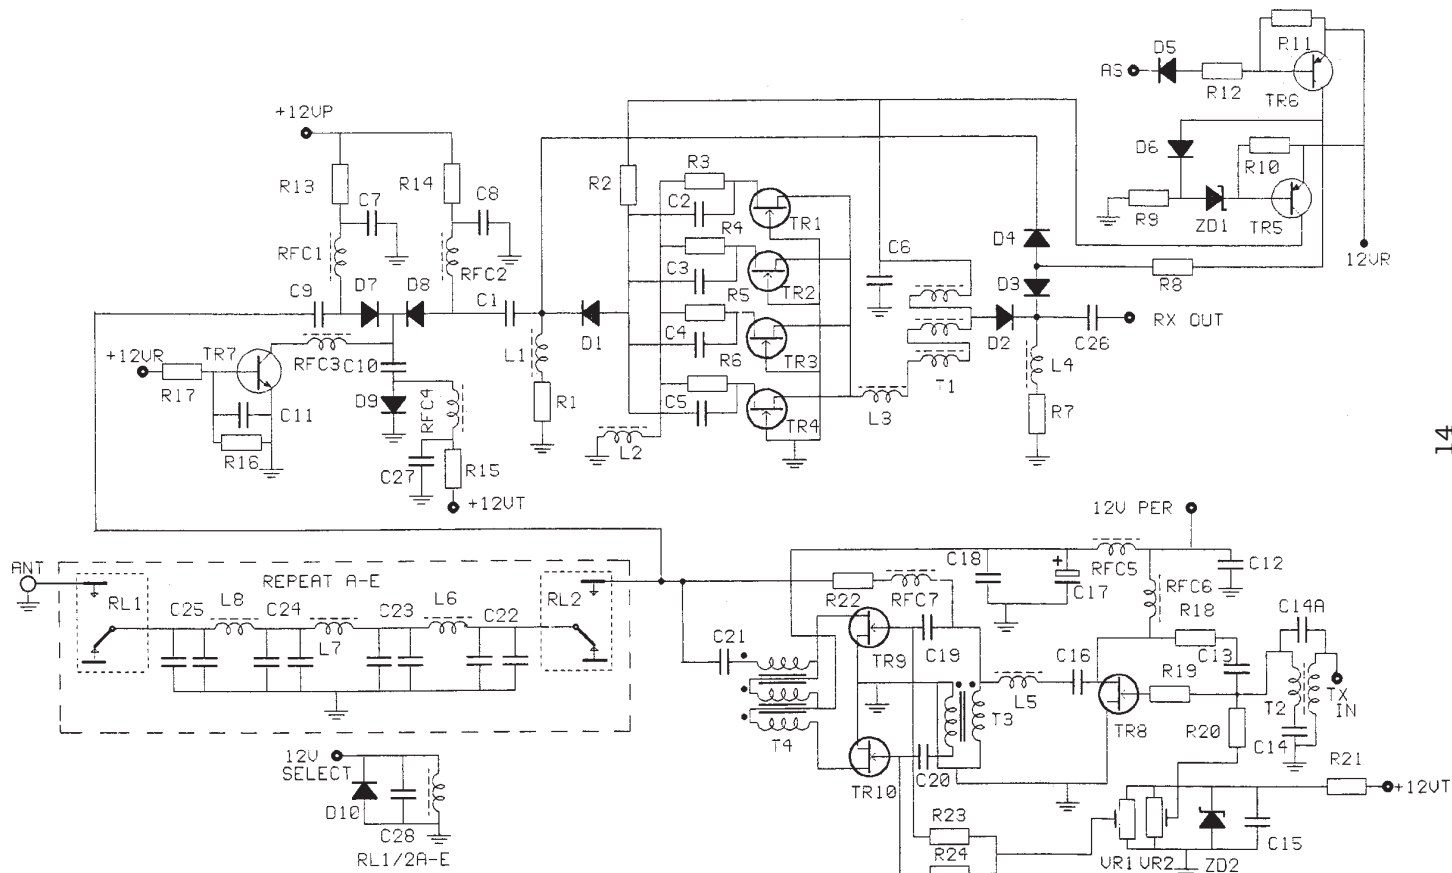 D5
R11
AS
R12
TR6
+12VP
D6
R10
R3
R13
R14
C7
C8
R2
C2
R9
ZD1
TR5
R4
TR1
RFC1
RFC2
D4
C6
12VR
C3
R5
TR2
R8
C9
D7
D8
C1
D3
D1
C4
R6
TR3
D2
C26
RX OUT
+12VR
TR7
RFC3
C10
L1
T1
L4
R17
D9
RFC4
R1
C5
L3
R7
C11
TR4
R16
L2
C27
R15
14
+12VT
12V PER
ANT
REPEAT A-E
C18
RFC5
C12
RL1
RL2
C17
RFC6
C25
L8
C24
C23
L6
C22
R22
RFC7
R18
C14A
L7
C21
TR9
C19
C16
C13
R19
L5
TX
IN
T4
T3
TR8
T2
R20
C14
12V
SELECT
R21
TR10
C20
+12VT
D10
C28
R23
C15
RL1/2A-E
R24
VR1
VR2
ZD2